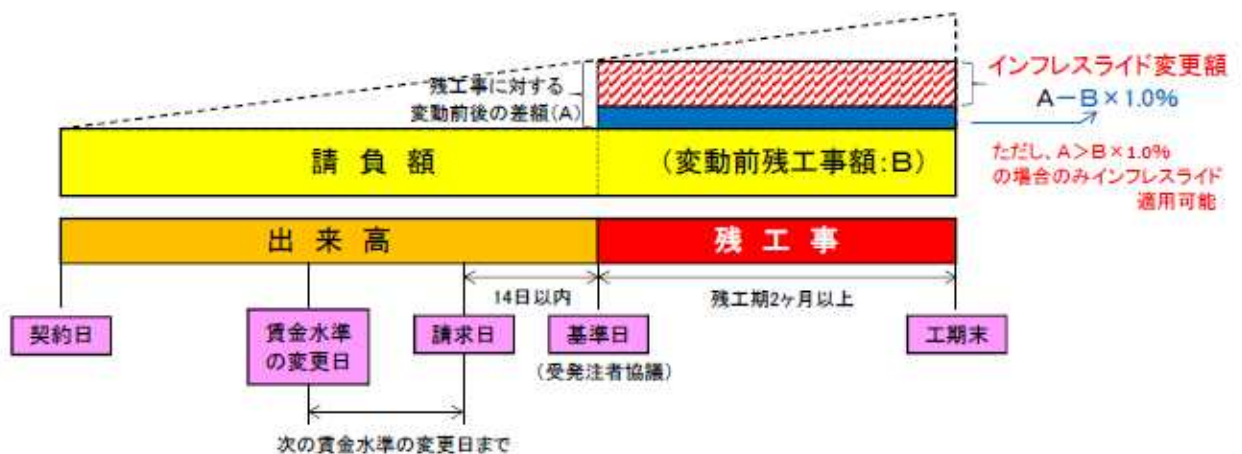 残工事に対する
変動前後の差額(A)
インフレスライド変更額
A－B×1.0%
請負額
(変動前残工事額:B)
ただし、A＞B×1.0%
の場合のみインフレスライド
適用可能
出来高
残工事
14日以内
残工期2ヶ月以上
契約日
賃金水準
の変更日
請求日
基準日
工期末
(受発注者協議)
次の賃金水準の変更日まで